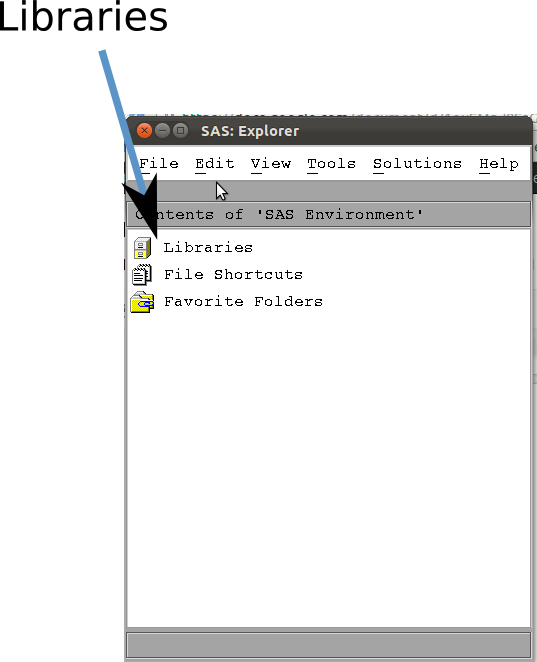 Libraries
SAS: Explorer
File Edit View Tools Solutions Help
Contents of 'SAS Environment'
Libraries
File Shortcuts
Favorite Folders